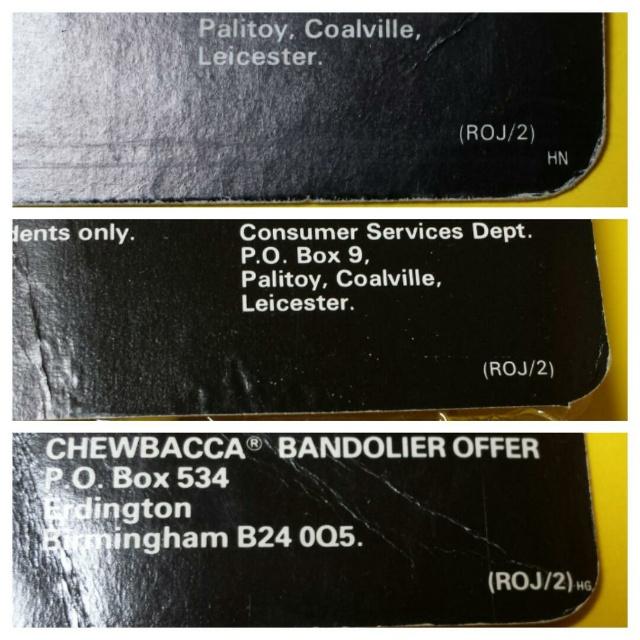 Palitoy, Coalville,
Leicester.
(ROJ/2)
HN
dents only.
Consumer Services Dept.
P.O. Box 9,
Palitoy, Coalville,
Leicester.
(ROJ/2)
CHEWBACCA® BANDOLIER OFFER
P O. Box 534
Erdington
Birmingham B24 0Q5.
(ROJ/2) HG